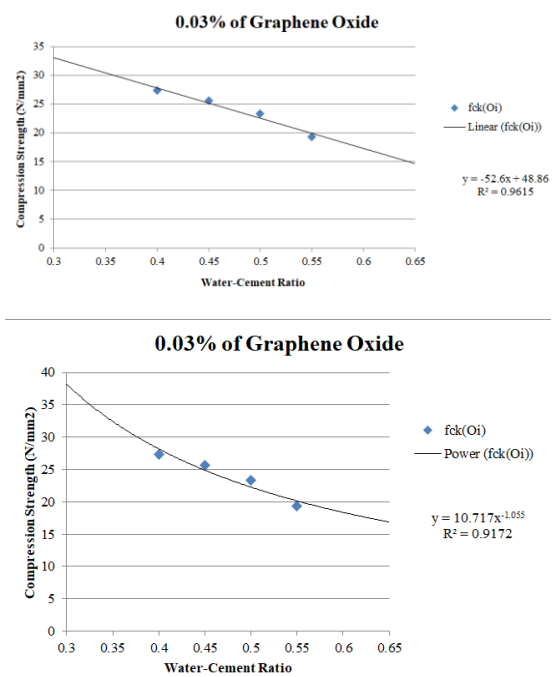 0.03% of Graphene Oxide
35
30
25
20
15
10
5
0
Compression Strength (N/mm2)
0.3 0.35 0.4 0.45 0.5 0.55 0.6 0.65
Water-Cement Ratio
fck(Oi)
Linear (fck(Oi))
y = -52.6x + 48.86
R² = 0.9615
0.03% of Graphene Oxide
40
35
30
25
20
15
10
5
0
Compression Strength (N/mm2)
0.3 0.35 0.4 0.45 0.5 0.55 0.6 0.65
Water-Cement Ratio
fck(Oi)
Power (fck(Oi))
y = 10.717x^-1.055
R² = 0.9172